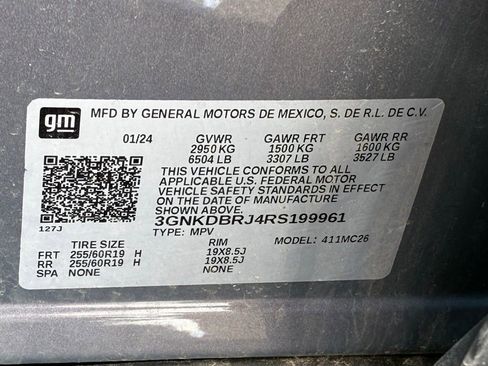 gm
MFD BY GENERAL MOTORS DE MEXICO, S. DE R.L. DE C.V.
01/24 GVWR GAWR FRT GAWR RR
2950 KG 1500 KG 1600 KG
6504 LB 3307 LB 3527 LB
THIS VEHICLE CONFORMS TO ALL
APPLICABLE U.S. FEDERAL MOTOR
VEHICLE SAFETY STANDARDS IN EFFECT
ON THE DATE OF MANUFACTURE
SHOWN ABOVE.
3GNKDBRJ4RS199961
127J TYPE: MPV MODEL: 411MC26
TIRE SIZE RIM
FRT 255/60R19 H 19X8.5J
RR 255/60R19 H 19X8.5J
SPA NONE NONE